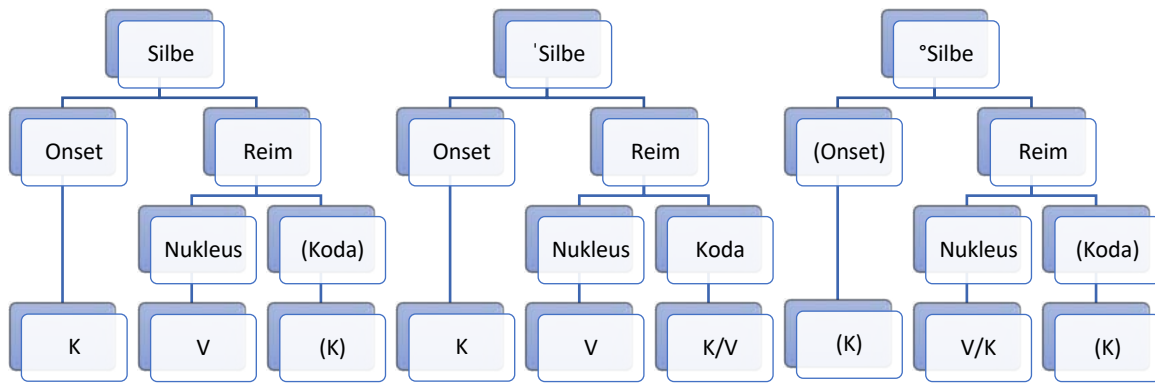 Silbe
ˈSilbe
°Silbe
Onset
Reim
Onset
Reim
(Onset)
Reim
Nukleus
(Koda)
Nukleus
Koda
Nukleus
(Koda)
K
V
(K)
K
V
K/V
(K)
V/K
(K)